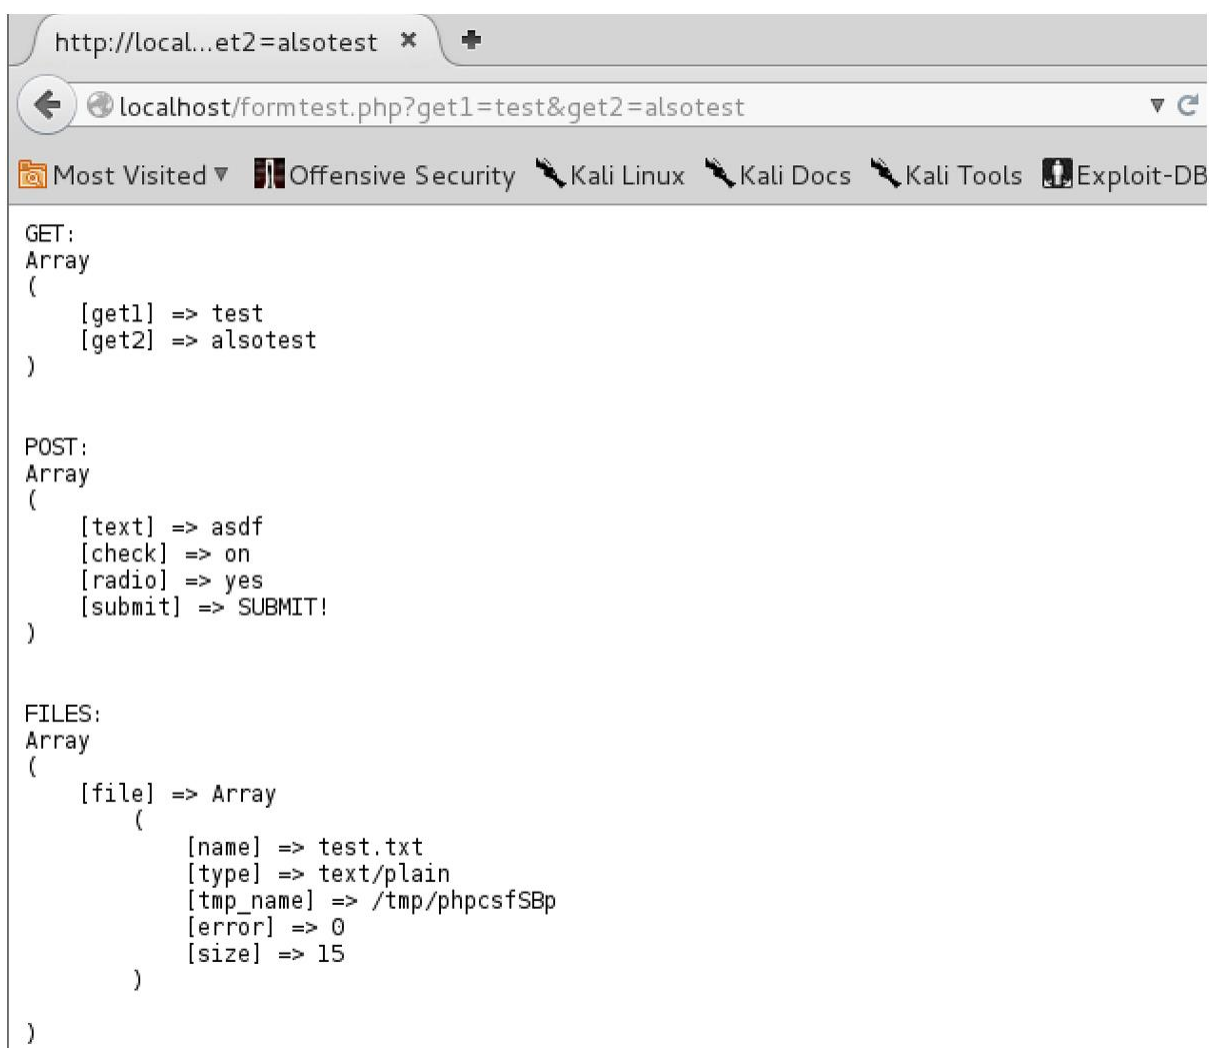 http://local...et2=alsotest
localhost/formtest.php?get1=test&get2=alsotest
Most Visited Offensive Security Kali Linux Kali Docs Kali Tools Exploit-DB
GET:
Array
(
    [get1] => test
    [get2] => alsotest
)
POST:
Array
(
    [text] => asdf
    [check] => on
    [radio] => yes
    [submit] => SUBMIT!
)
FILES:
Array
(
    [file] => Array
        (
            [name] => test.txt
            [type] => text/plain
            [tmp_name] => /tmp/phpcsfSBp
            [error] => 0
            [size] => 15
        )
)